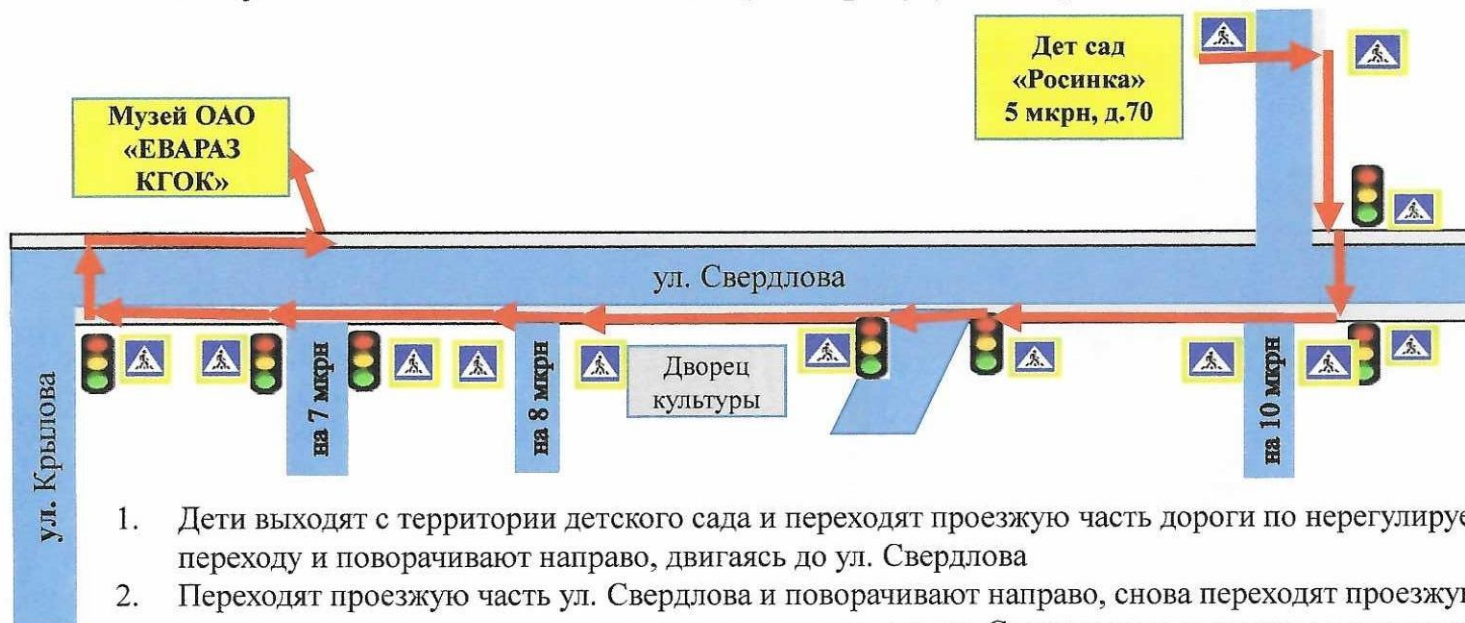 Дет сад
«Росинка»
5 мкрн, д.70
Музей ОАО
«ЕВАРАЗ
КГОК»
ул. Свердлова
Дворец
культуры
на 7 мкрн
на 8 мкрн
на 10 мкрн
ул. Крылова
1. Дети выходят с территории детского сада и переходят проезжую часть дороги по нерегулируе
переходу и поворачивают направо, двигаясь до ул. Свердлова
2. Переходят проезжую часть ул. Свердлова и поворачивают направо, снова переходят проезжую